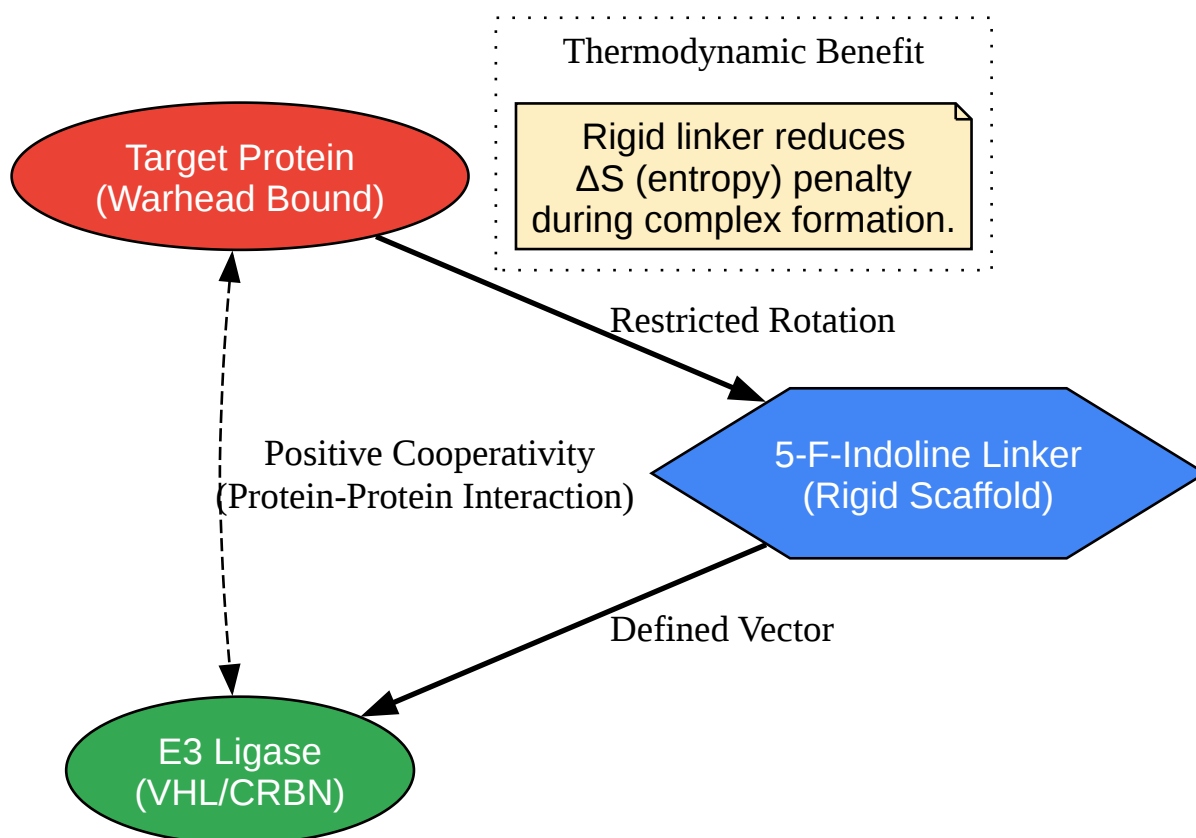 Thermodynamic Benefit
Rigid linker reduces
ΔS (entropy) penalty
during complex formation.
Target Protein
(Warhead Bound)
Restricted Rotation
Positive Cooperativity
(Protein-Protein Interaction)
5-F-Indoline Linker
(Rigid Scaffold)
Defined Vector
E3 Ligase
(VHL/CRBN)